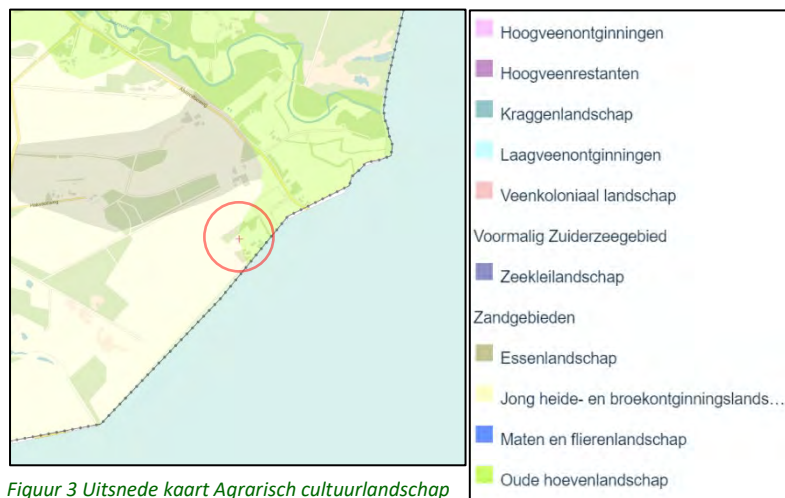 Hoogveenontginningen
Hoogveenrestanten
Kraggenlandschap
Laagveenontginningen
Veenkoloniaal landschap
Voormalig Zuiderzeegebied
Zeekleilandschap
Zandgebieden
Essenlandschap
Jong heide- en broekontginningslands...
Maten en flierenlandschap
Oude hoevenlandschap
Figuur 3 Uitsnede kaart Agrarisch cultuurlandschap